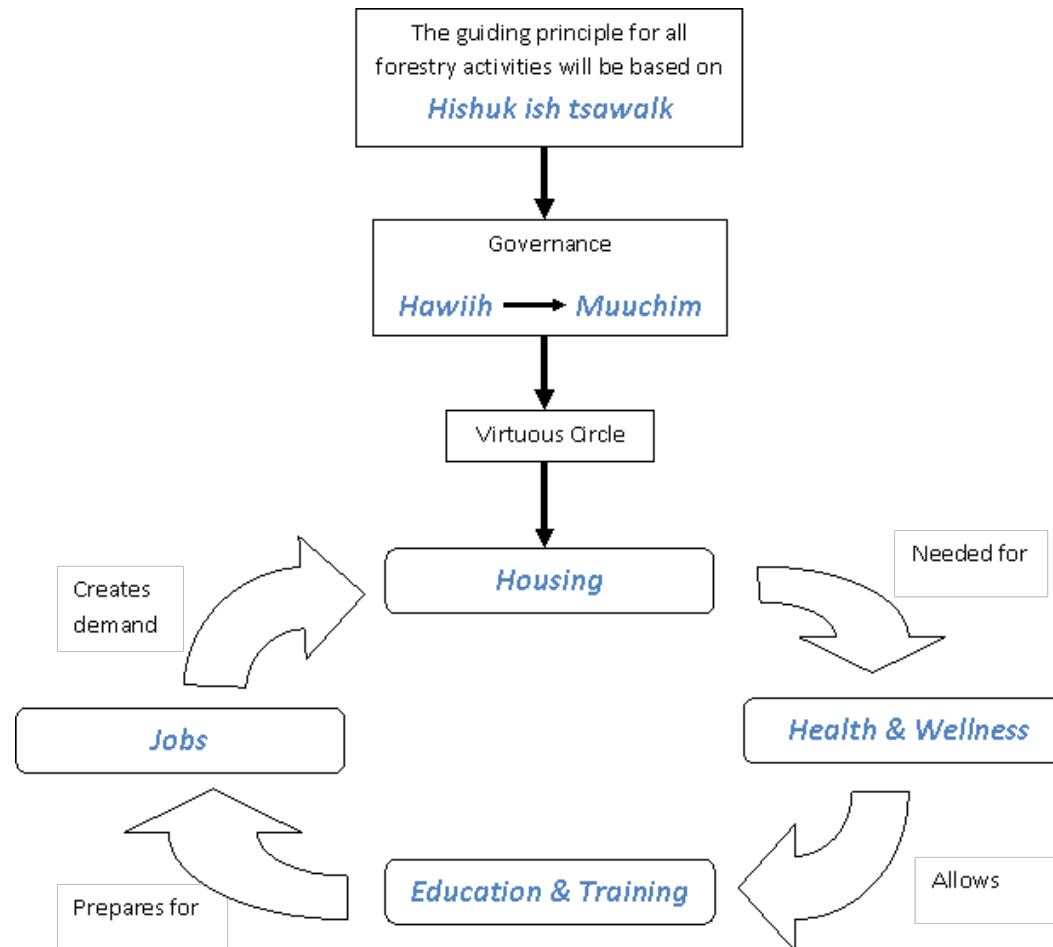 The guiding principle for all
forestry activities will be based on
Hishuk ish tsawalk
Governance
Hawiih Muuchim
Virtuous Circle
Housing
Needed for
Health & Wellness
Allows
Education & Training
Prepares for
Jobs
Creates
demand